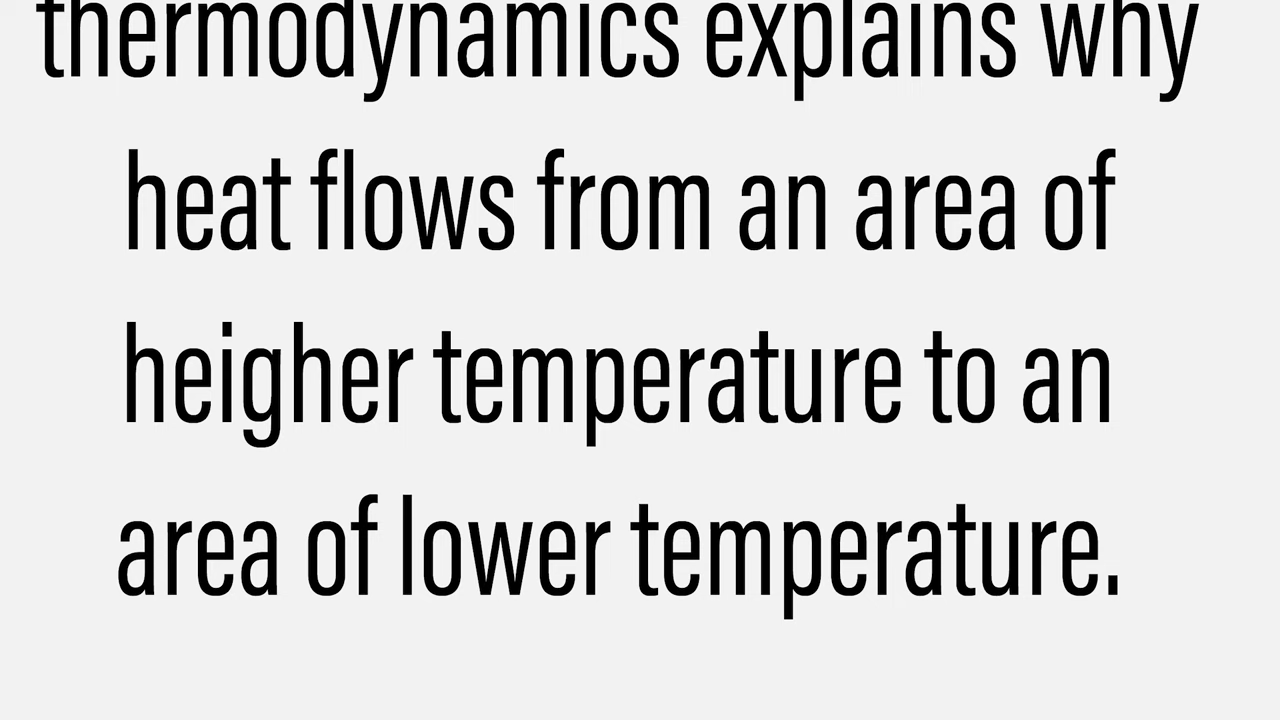 thermodynamics explains why
heat flows from an area of
heigher temperature to an
area of lower temperature.